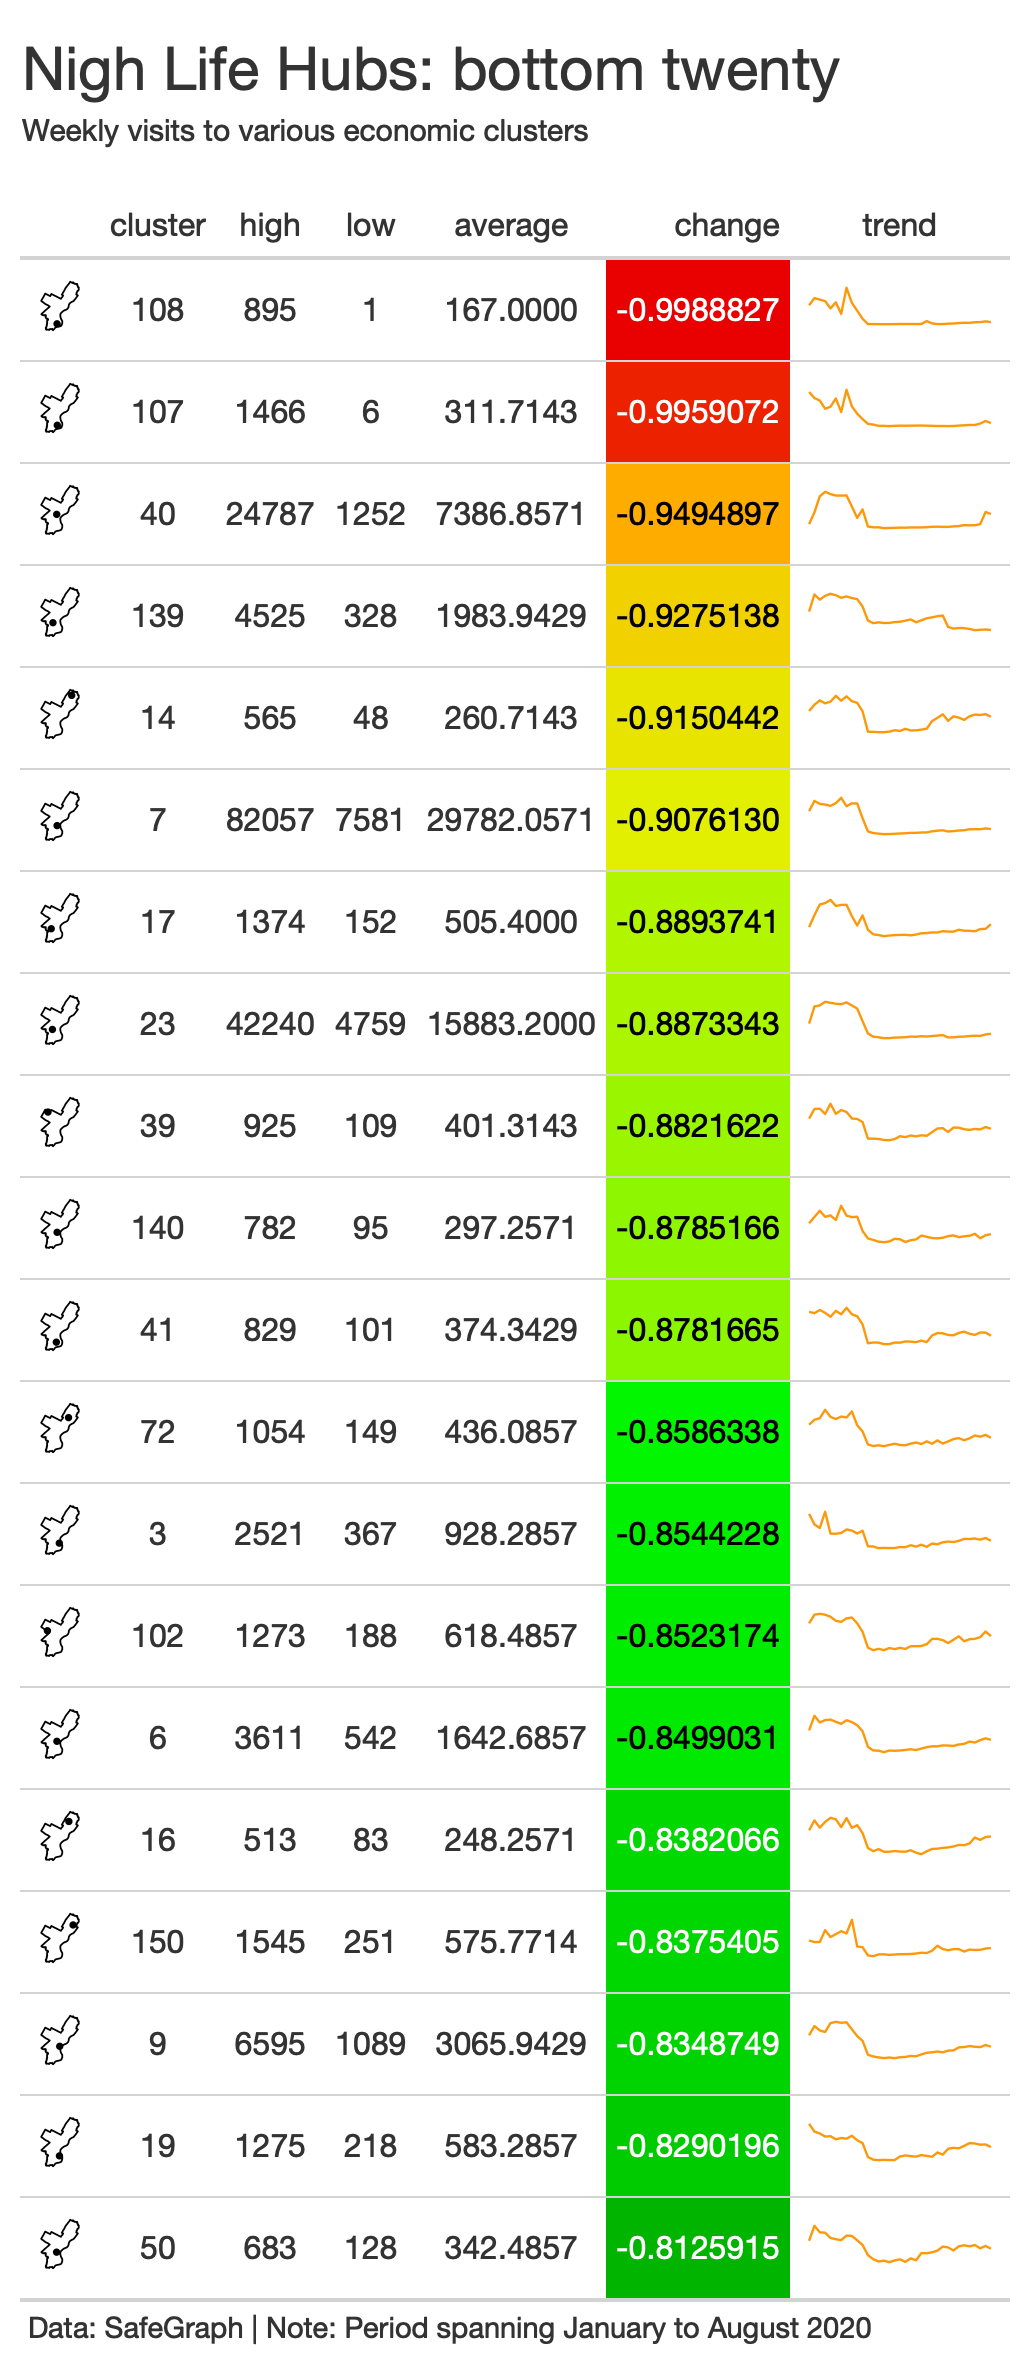 Nigh Life Hubs: bottom twenty
Weekly visits to various economic clusters
cluster high low average change trend
108 895 1 167.0000 -0.9988827
107 1466 6 311.7143 -0.9959072
40 24787 1252 7386.8571 -0.9494897
139 4525 328 1983.9429 -0.9275138
14 565 48 260.7143 -0.9150442
7 82057 7581 29782.0571 -0.9076130
17 1374 152 505.4000 -0.8893741
23 42240 4759 15883.2000 -0.8873343
39 925 109 401.3143 -0.8821622
140 782 95 297.2571 -0.8785166
41 829 101 374.3429 -0.8781665
72 1054 149 436.0857 -0.8586338
3 2521 367 928.2857 -0.8544228
102 1273 188 618.4857 -0.8523174
6 3611 542 1642.6857 -0.8499031
16 513 83 248.2571 -0.8382066
150 1545 251 575.7714 -0.8375405
9 6595 1089 3065.9429 -0.8348749
19 1275 218 583.2857 -0.8290196
50 683 128 342.4857 -0.8125915
Data: SafeGraph | Note: Period spanning January to August 2020